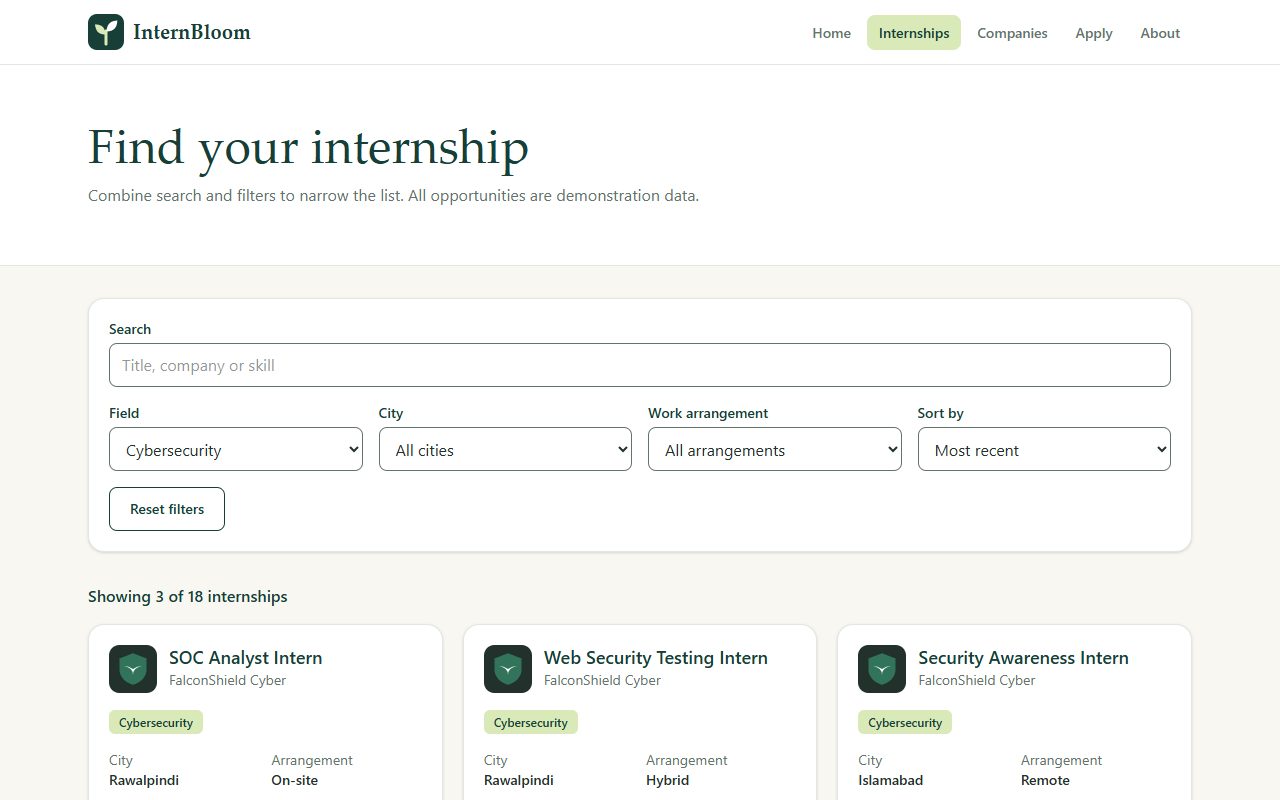 InternBloom
Home Internships Companies Apply About
Find your internship
Combine search and filters to narrow the list. All opportunities are demonstration data.
Search
Title, company or skill
Field City Work arrangement Sort by
Cybersecurity All cities All arrangements Most recent
Reset filters
Showing 3 of 18 internships
SOC Analyst Intern
FalconShield Cyber
Cybersecurity
City Arrangement
Rawalpindi On-site
Web Security Testing Intern
FalconShield Cyber
Cybersecurity
City Arrangement
Rawalpindi Hybrid
Security Awareness Intern
FalconShield Cyber
Cybersecurity
City Arrangement
Islamabad Remote